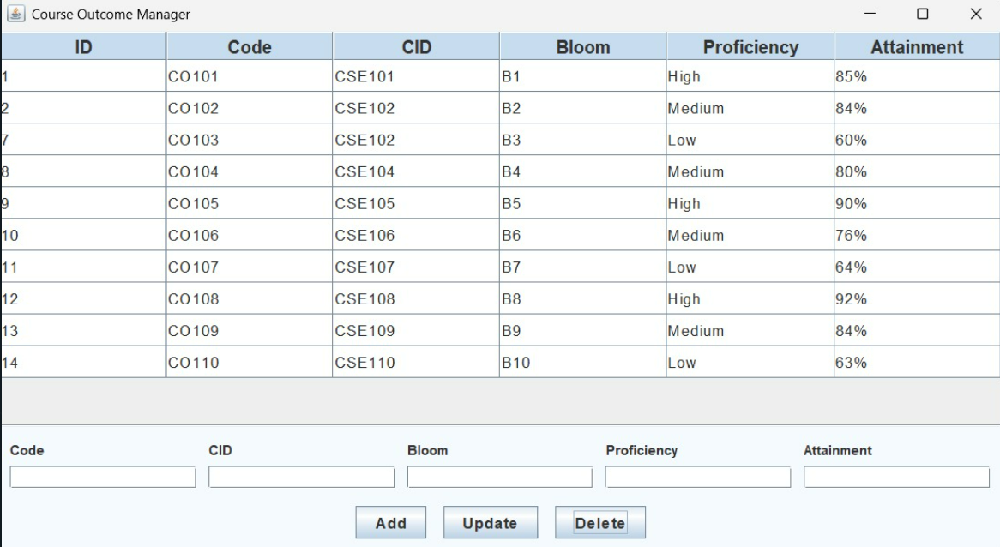 Course Outcome Manager
ID Code CID Bloom Proficiency Attainment
1 CO101 CSE101 B1 High 85%
2 CO102 CSE102 B2 Medium 84%
7 CO103 CSE102 B3 Low 60%
8 CO104 CSE104 B4 Medium 80%
9 CO105 CSE105 B5 High 90%
10 CO106 CSE106 B6 Medium 76%
11 CO107 CSE107 B7 Low 64%
12 CO108 CSE108 B8 High 92%
13 CO109 CSE109 B9 Medium 84%
14 CO110 CSE110 B10 Low 63%
Code CID Bloom Proficiency Attainment
Add Update Delete